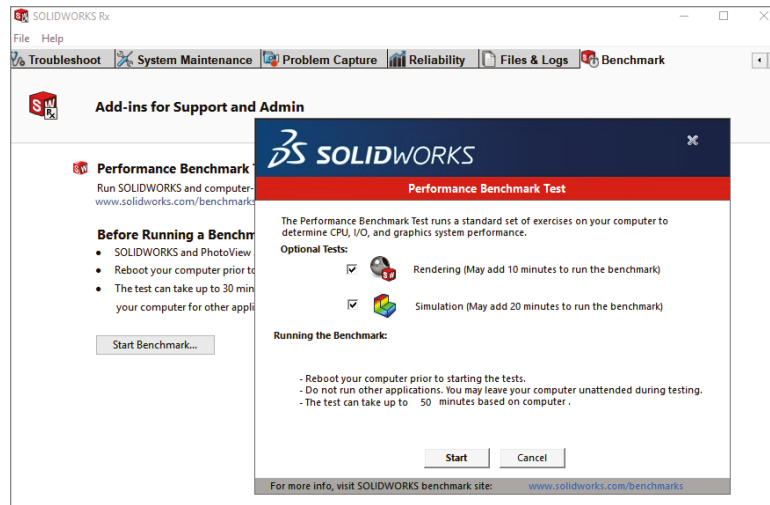 SOLIDWORKS Rx
File Help
Troubleshoot System Maintenance Problem Capture Reliability Files & Logs Benchmark
SW Rx
Add-ins for Support and Admin
Performance Benchmark
Run SOLIDWORKS and computer-
www.solidworks.com/benchmarks
Before Running a Benchm
• SOLIDWORKS and PhotoView
• Reboot your computer prior to
• The test can take up to 30 min
your computer for other appli
Start Benchmark...
SOLIDWORKS
Performance Benchmark Test
The Performance Benchmark Test runs a standard set of exercises on your computer to
determine CPU, I/O, and graphics system performance.
Optional Tests:
Rendering (May add 10 minutes to run the benchmark)
Simulation (May add 20 minutes to run the benchmark)
Running the Benchmark:
- Reboot your computer prior to starting the tests.
- Do not run other applications. You may leave your computer unattended during testing.
- The test can take up to 50 minutes based on computer .
Start Cancel
For more info, visit SOLIDWORKS benchmark site: www.solidworks.com/benchmarks